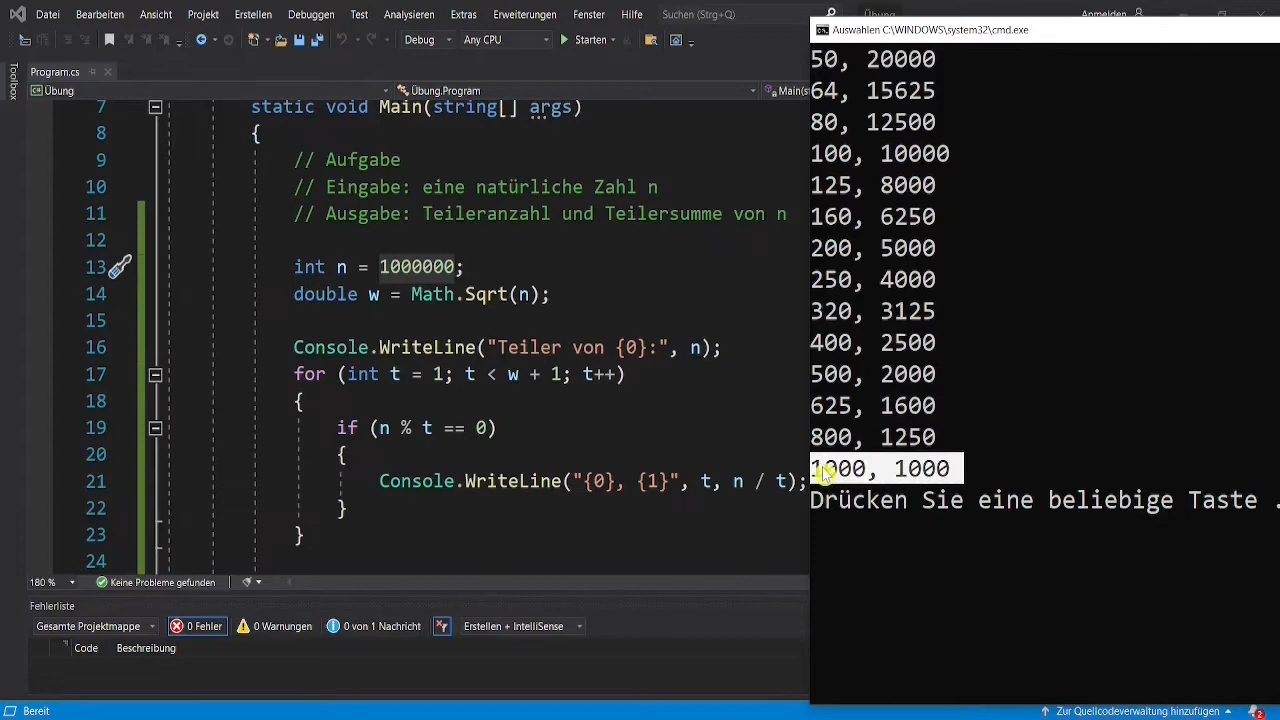 Ansicht Projekt Erstellen Debuggen Test Analysieren Extras Erweiterungen Fenster Hilfe Suchen (Strg+Q) Übung Anmelden
Debug Any CPU Starten
Auswählen C:\WINDOWS\system32\cmd.exe
Toolbox
Program.cs
Übung Übung.Program Main(s
7 static void Main(string[] args)
8 {
9 // Aufgabe
10 // Eingabe: eine natürliche Zahl n
11 // Ausgabe: Teileranzahl und Teilersumme von n
12
13 int n = 1000000;
14 double w = Math.Sqrt(n);
15
16 Console.WriteLine("Teiler von {0}:", n);
17 for (int t = 1; t < w + 1; t++)
18 {
19 if (n % t == 0)
20 {
21 Console.WriteLine("{0}, {1}", t, n / t);
22 }
23 }
24
50, 20000
64, 15625
80, 12500
100, 10000
125, 8000
160, 6250
200, 5000
250, 4000
320, 3125
400, 2500
500, 2000
625, 1600
800, 1250
1000, 1000
Drücken Sie eine beliebige Taste .
180 % Keine Probleme gefunden
Fehlerliste
Gesamte Projektmappe 0 Fehler 0 Warnungen 0 von 1 Nachricht Erstellen + IntelliSense
Code Beschreibung
Bereit Zur Quellcodeverwaltung hinzufügen 2